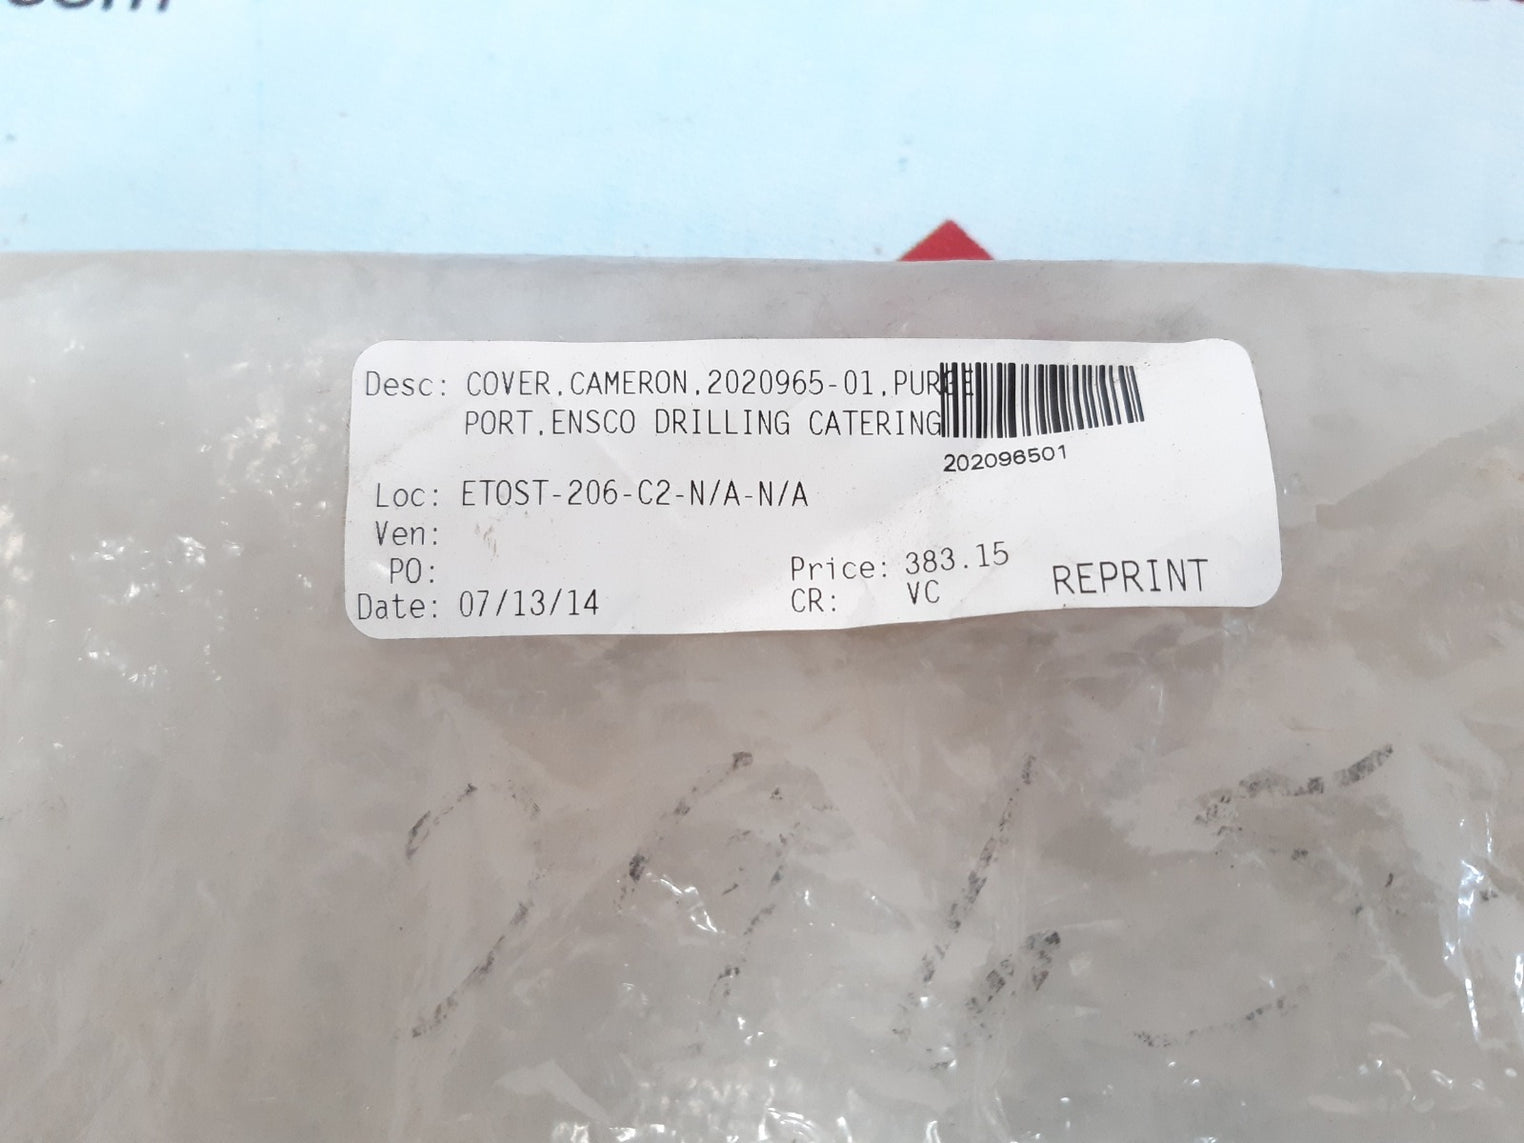 com
Desc: COVER,CAMERON,2020965-01,PURGE
PORT,ENSCO DRILLING CATERING
202096501
Loc: ETOST-206-C2-N/A-N/A
Ven:
PO:
Price: 383.15
Date: 07/13/14
CR: VC
REPRINT